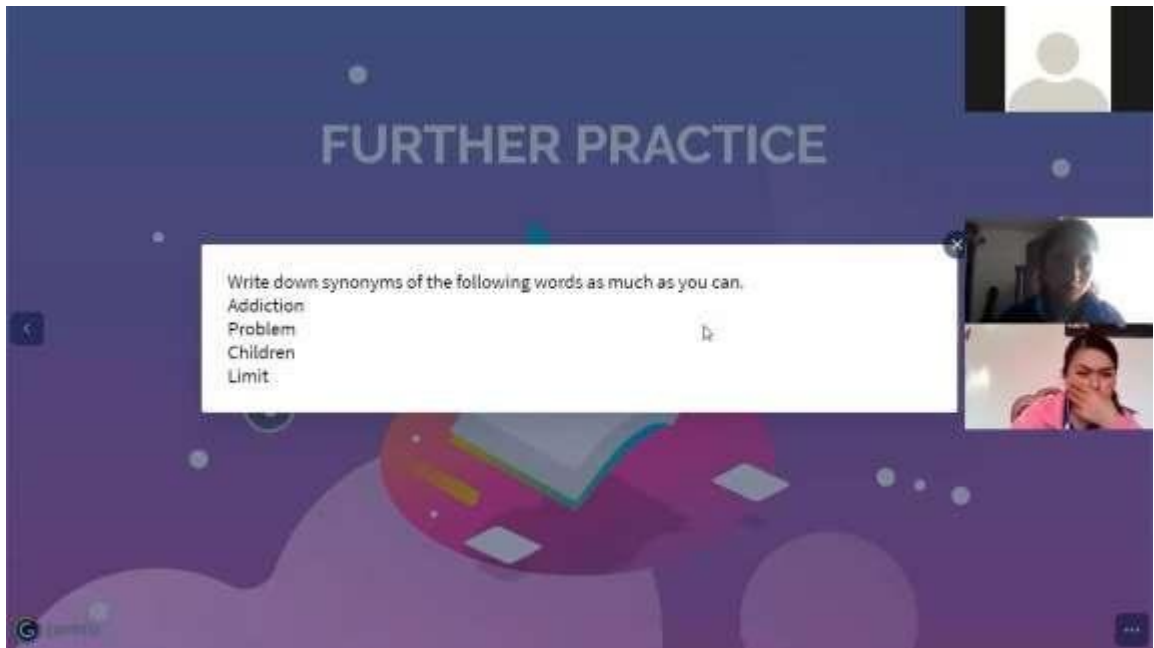 FURTHER PRACTICE
Write down synonyms of the following words as much as you can.
Addiction
Problem
Children
Limit